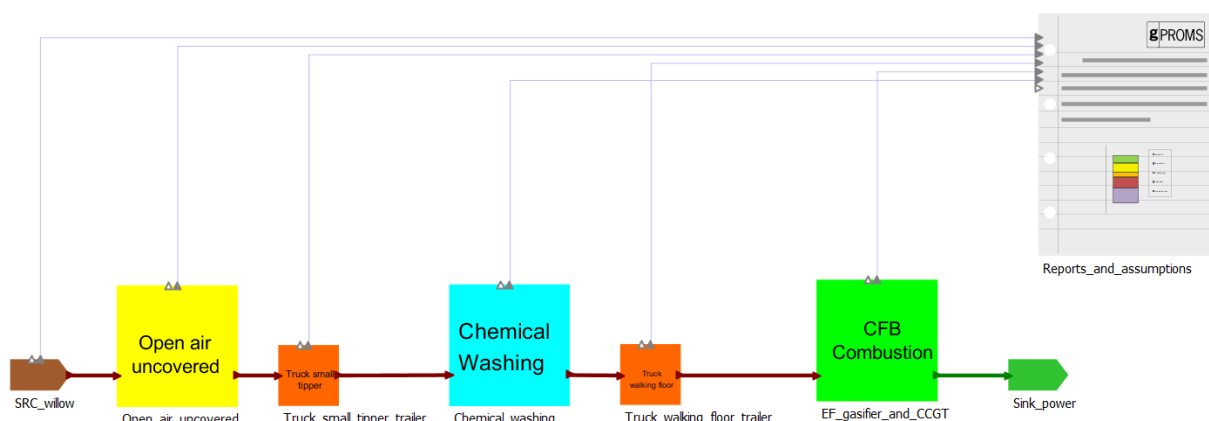 gPROMS
Reports_and_assumptions
Open air
uncovered
Truck small
tipper
Chemical
Washing
Truck
walking floor
CFB
Combustion
SRC_willow
Open_air_uncovered
Truck_small_tipper_trailer
Chemical_washing
Truck_walking_floor_trailer
EF_gasifier_and_CCGT
Sink_power